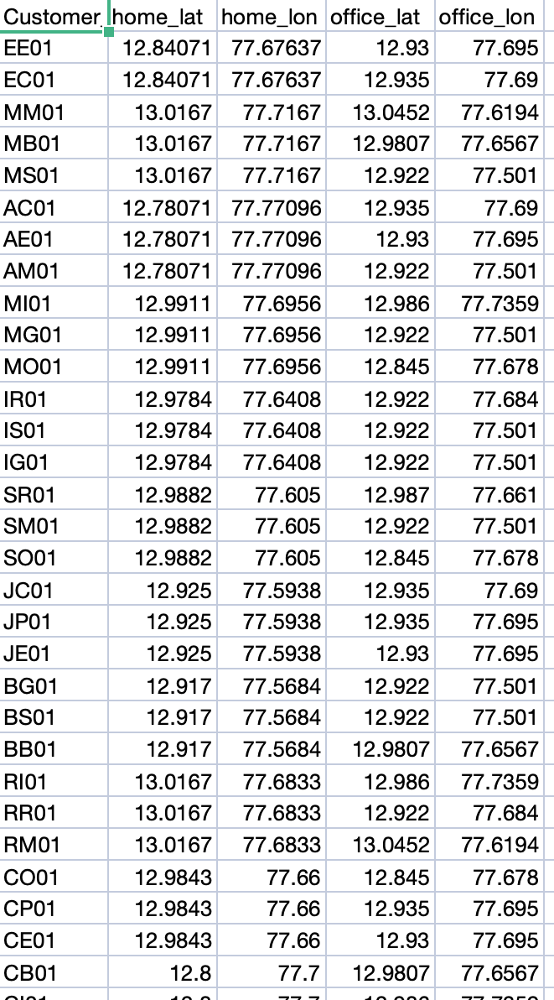 Customer_ home_lat home_lon office_lat office_lon
EE01 12.84071 77.67637 12.93 77.695
EC01 12.84071 77.67637 12.935 77.69
MM01 13.0167 77.7167 13.0452 77.6194
MB01 13.0167 77.7167 12.9807 77.6567
MS01 13.0167 77.7167 12.922 77.501
AC01 12.78071 77.77096 12.935 77.69
AE01 12.78071 77.77096 12.93 77.695
AM01 12.78071 77.77096 12.922 77.501
MI01 12.9911 77.6956 12.986 77.7359
MG01 12.9911 77.6956 12.922 77.501
MO01 12.9911 77.6956 12.845 77.678
IR01 12.9784 77.6408 12.922 77.684
IS01 12.9784 77.6408 12.922 77.501
IG01 12.9784 77.6408 12.922 77.501
SR01 12.9882 77.605 12.987 77.661
SM01 12.9882 77.605 12.922 77.501
SO01 12.9882 77.605 12.845 77.678
JC01 12.925 77.5938 12.935 77.69
JP01 12.925 77.5938 12.935 77.695
JE01 12.925 77.5938 12.93 77.695
BG01 12.917 77.5684 12.922 77.501
BS01 12.917 77.5684 12.922 77.501
BB01 12.917 77.5684 12.9807 77.6567
RI01 13.0167 77.6833 12.986 77.7359
RR01 13.0167 77.6833 12.922 77.684
RM01 13.0167 77.6833 13.0452 77.6194
CO01 12.9843 77.66 12.845 77.678
CP01 12.9843 77.66 12.935 77.695
CE01 12.9843 77.66 12.93 77.695
CB01 12.8 77.7 12.9807 77.6567